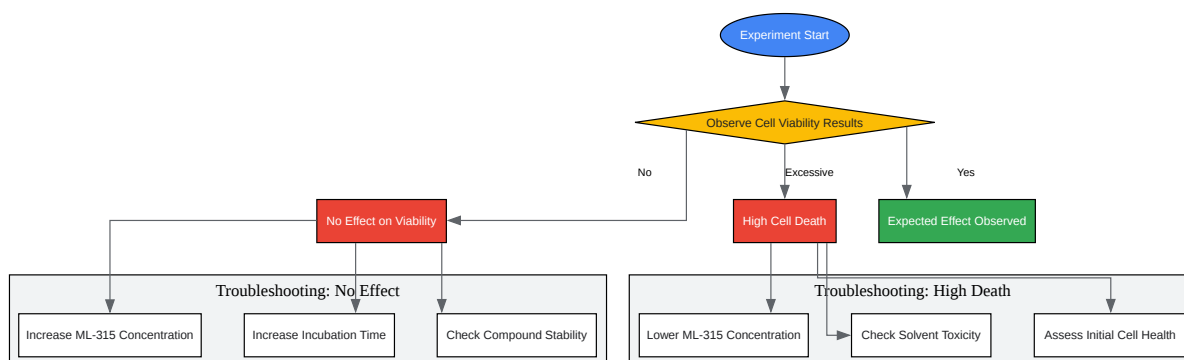 Experiment Start
Observe Cell Viability Results
No
Excessive
Yes
No Effect on Viability
High Cell Death
Expected Effect Observed
Troubleshooting: No Effect
Troubleshooting: High Death
Increase ML-315 Concentration
Increase Incubation Time
Check Compound Stability
Lower ML-315 Concentration
Check Solvent Toxicity
Assess Initial Cell Health